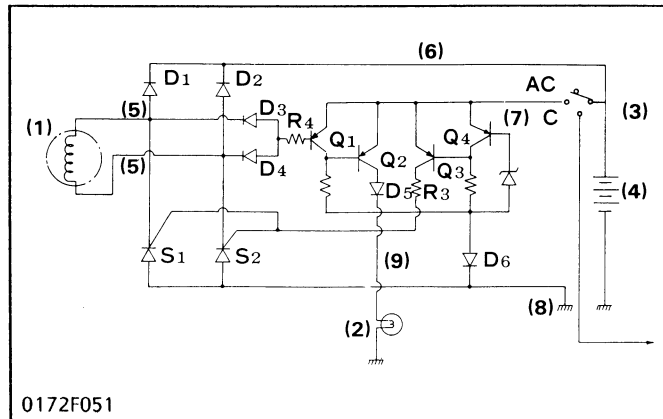 (6)
D1 D2 AC
(1) (5) D3 (7) C (3)
R4 Q1 Q4
(5) D4 Q2 Q3 (4)
D5 R3
S1 S2 (9) D6
(2) (8)
3
0172F051